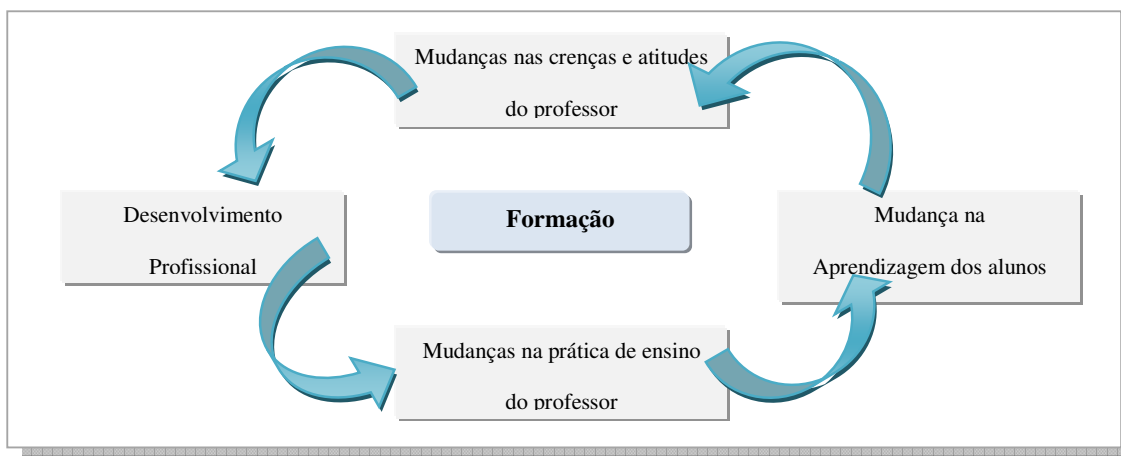 Mudanças nas crenças e atitudes
do professor
Desenvolvimento
Profissional
Formação
Mudança na
Aprendizagem dos alunos
Mudanças na prática de ensino
do professor